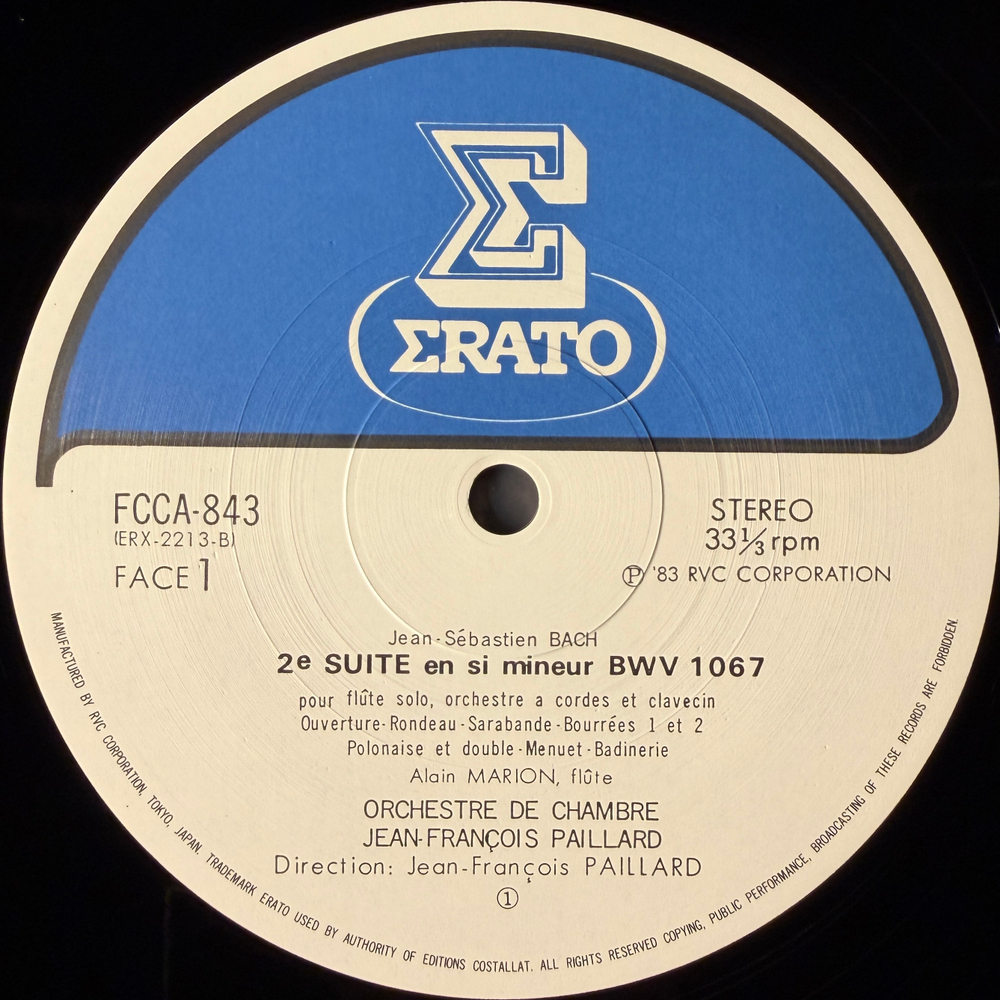 Σ
ΣRATO
FCCA-843
(ERX-2213-B)
FACE 1
STEREO
33⅓ rpm
Ⓟ '83 RVC CORPORATION
Jean-Sébastien BACH
2e SUITE en si mineur BWV 1067
pour flûte solo, orchestre a cordes et clavecin
Ouverture-Rondeau-Sarabande-Bourrées 1 et 2
Polonaise et double-Menuet-Badinerie
Alain MARION, flûte
ORCHESTRE DE CHAMBRE
JEAN-FRANÇOIS PAILLARD
Direction: Jean-François PAILLARD
①
MANUFACTURED BY RVC CORPORATION, TOKYO, JAPAN. TRADEMARK ERATO USED BY AUTHORITY OF EDITIONS COSTALLAT. ALL RIGHTS RESERVED COPYING, PUBLIC PERFORMANCE, BROADCASTING OF THESE RECORDS ARE FORBIDDEN.